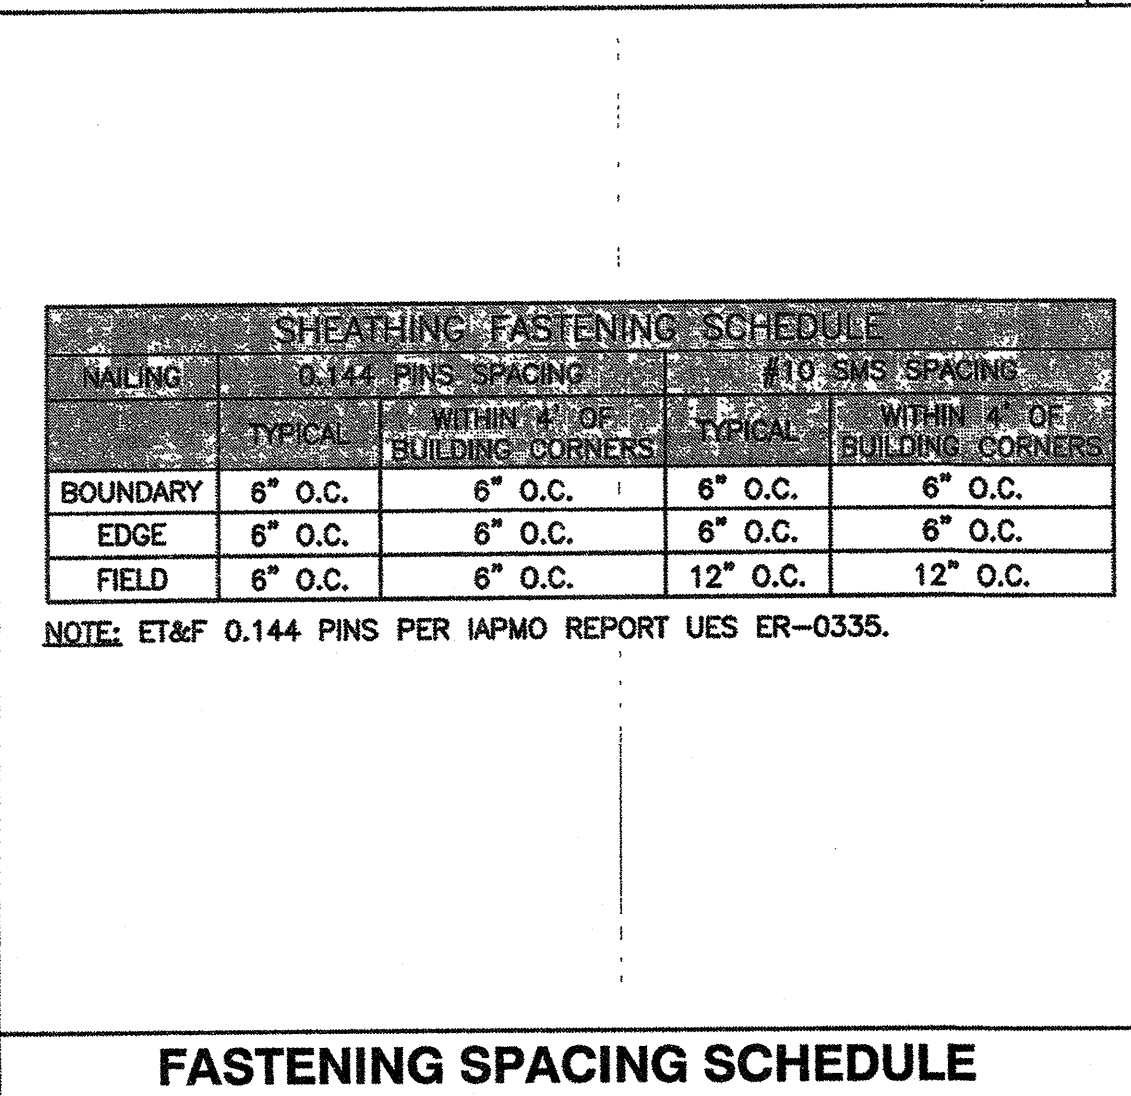 SHEATHING FASTENING SCHEDULE
NAILING 0.144 PINS SPACING #10 SMS SPACING
TYPICAL WITHIN 4' OF BUILDING CORNERS TYPICAL WITHIN 4' OF BUILDING CORNERS
BOUNDARY 6" O.C. 6" O.C. 6" O.C. 6" O.C.
EDGE 6" O.C. 6" O.C. 6" O.C. 6" O.C.
FIELD 6" O.C. 6" O.C. 12" O.C. 12" O.C.
NOTE: ET&F 0.144 PINS PER IAPMO REPORT UES ER-0335.
FASTENING SPACING SCHEDULE